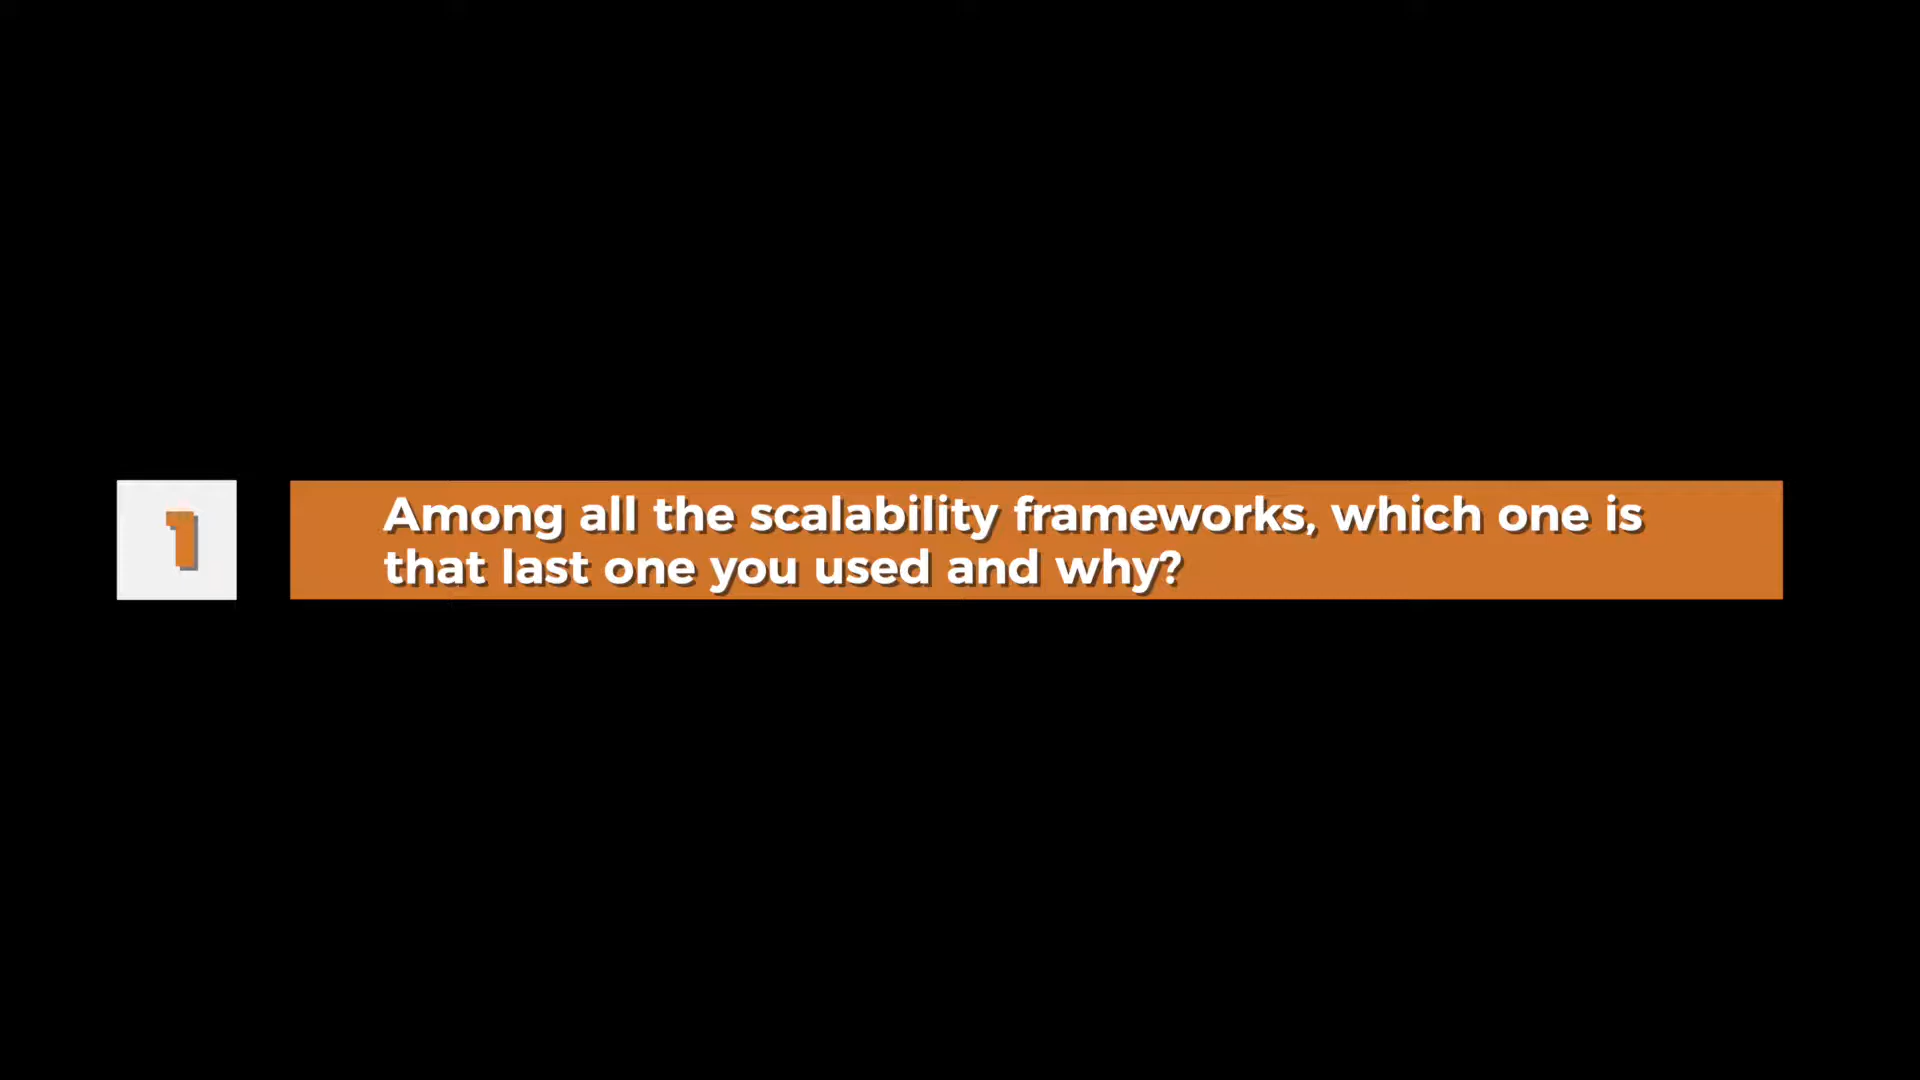 1
Among all the scalability frameworks, which one is
that last one you used and why?